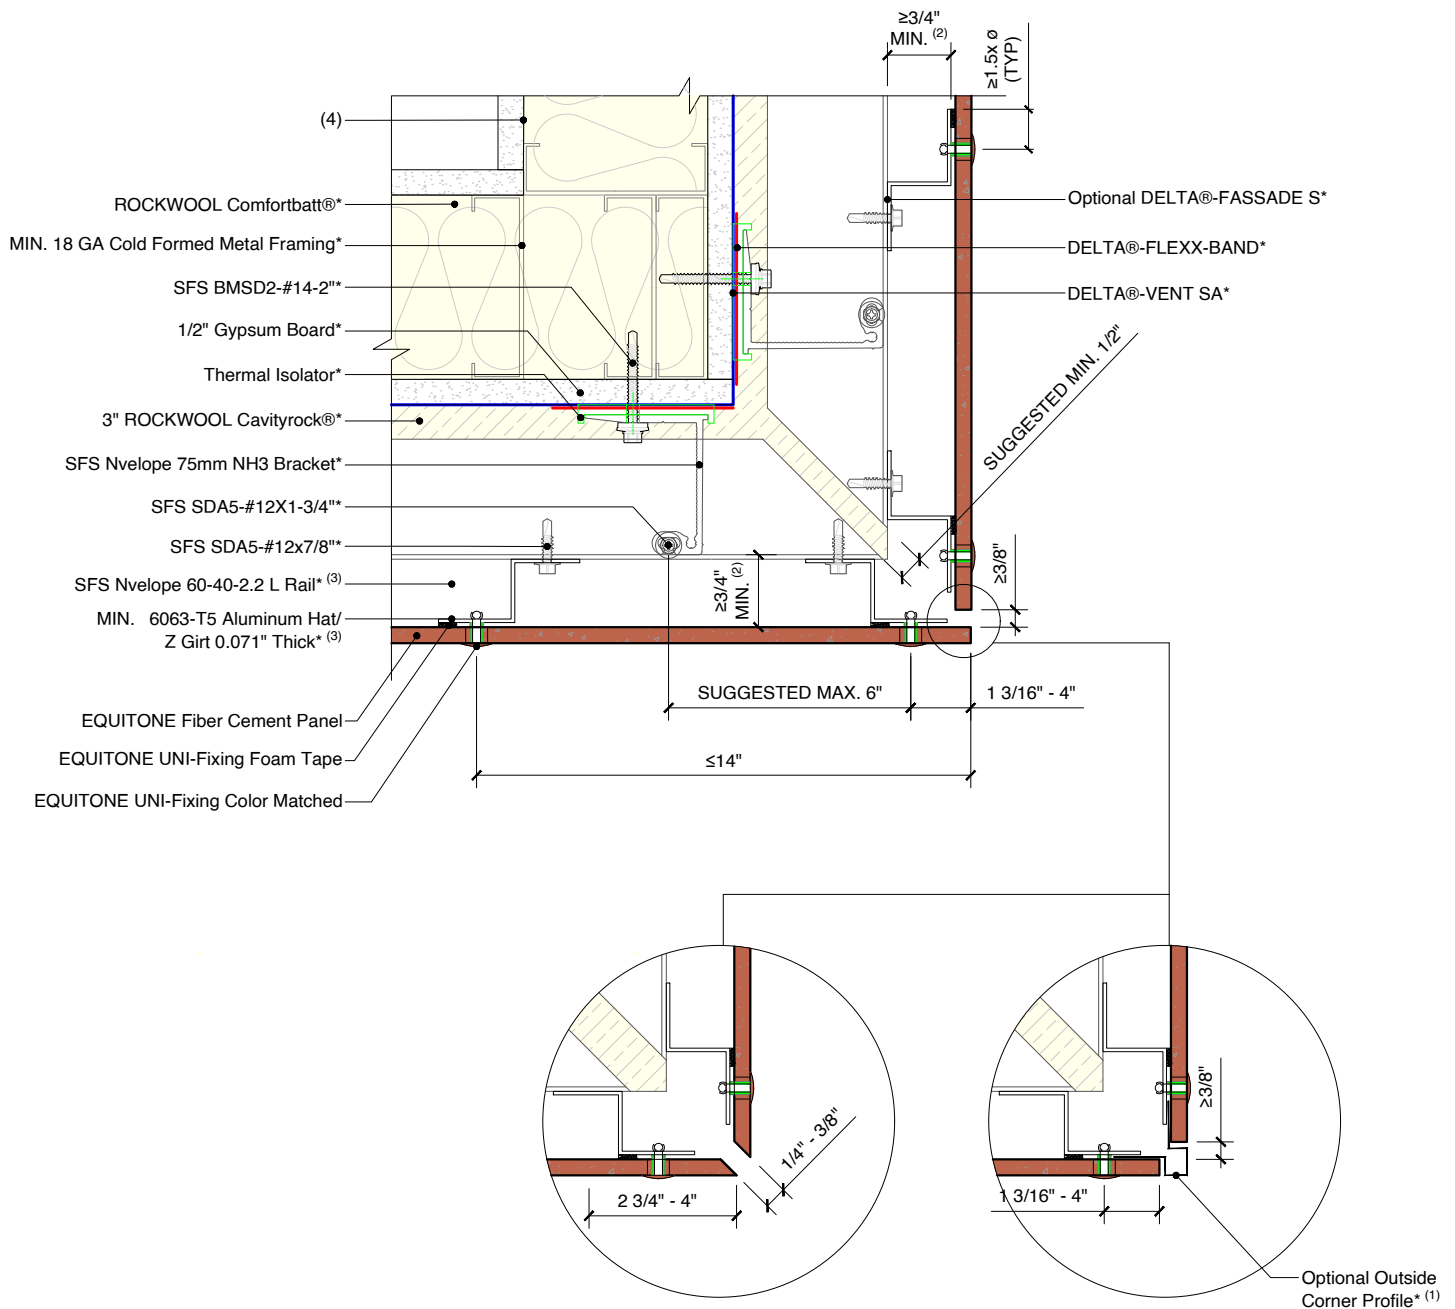 ≥3/4"
MIN. (2)
≥1.5x ø
(TYP)
(4)
ROCKWOOL Comfortbatt®*
MIN. 18 GA Cold Formed Metal Framing*
SFS BMSD2-#14-2"*
1/2" Gypsum Board*
Thermal Isolator*
3" ROCKWOOL Cavityrock®*
SFS Nvelope 75mm NH3 Bracket*
SFS SDA5-#12X1-3/4"*
SFS SDA5-#12x7/8"*
SFS Nvelope 60-40-2.2 L Rail* (3)
MIN. 6063-T5 Aluminum Hat/
Z Girt 0.071" Thick* (3)
EQUITONE Fiber Cement Panel
EQUITONE UNI-Fixing Foam Tape
EQUITONE UNI-Fixing Color Matched
Optional DELTA®-FASSADE S*
DELTA®-FLEXX-BAND*
DELTA®-VENT SA*
SUGGESTED MIN. 1/2"
≥3/8"
≥3/4"
MIN. (2)
SUGGESTED MAX. 6"
1 3/16" - 4"
≤14"
1/4" - 3/8"
2 3/4" - 4"
≥3/8"
1 3/16" - 4"
Optional Outside
Corner Profile* (1)